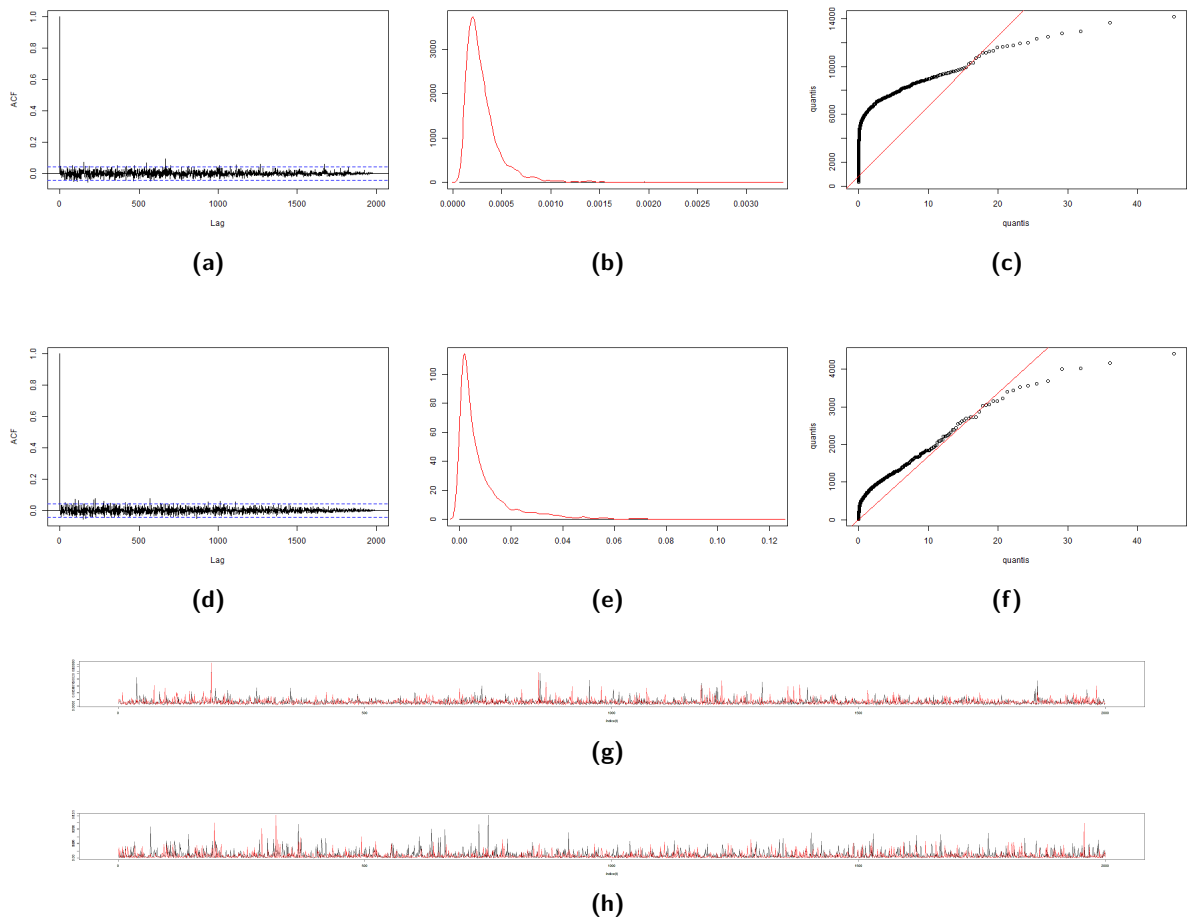 ACF
0.0 0.2 0.4 0.6 0.8 1.0
0 500 1000 1500 2000
Lag
(a)
0 1000 2000 3000
0.0000 0.0005 0.0010 0.0015 0.0020 0.0025 0.0030
(b)
quantis
0 2000 6000 10000 14000
0 10 20 30 40
quantis
(c)
ACF
0.0 0.2 0.4 0.6 0.8 1.0
0 500 1000 1500 2000
Lag
(d)
0 20 40 60 80 100
0.00 0.02 0.04 0.06 0.08 0.10 0.12
(e)
quantis
0 1000 2000 3000 4000
0 10 20 30 40
quantis
(f)
0 500 1000 1500 2000
(g)
0 500 1000 1500 2000
(h)